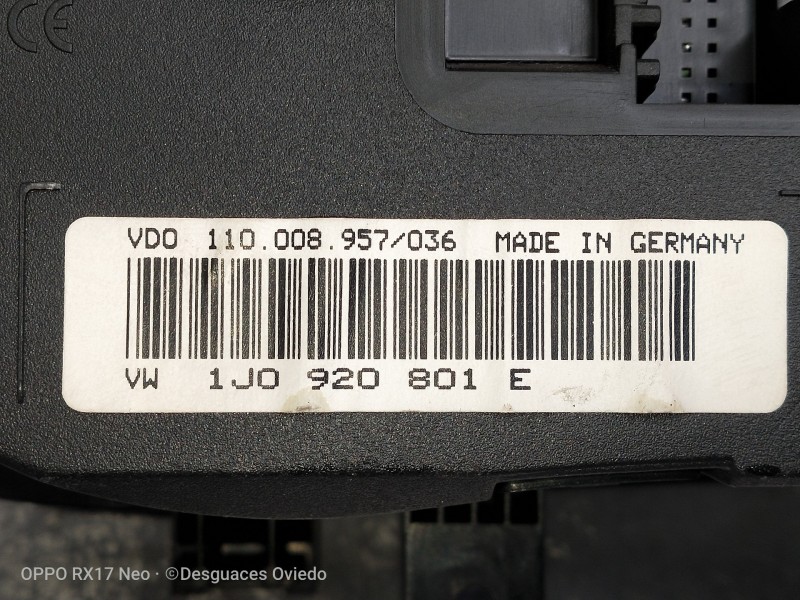 CE
VDO 110.008.957/036 MADE IN GERMANY
VW 1J0 920 801 E
OPPO RX17 Neo · ©Desguaces Oviedo